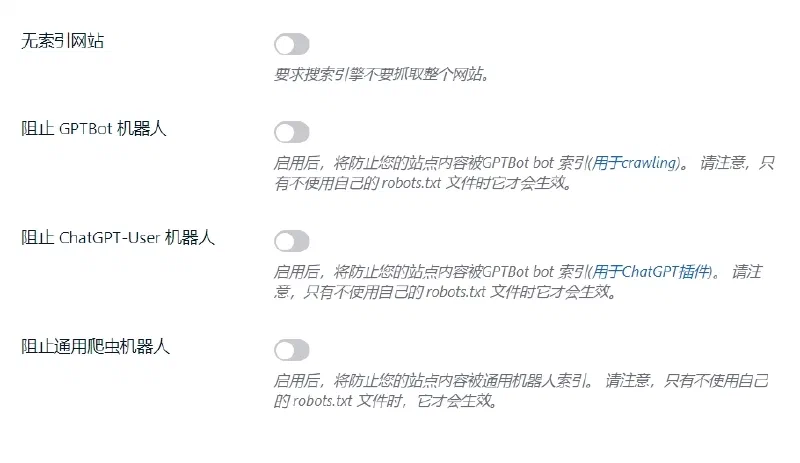 无索引网站
要求搜索引擎不要抓取整个网站。
阻止 GPTBot 机器人
启用后，将防止您的站点内容被GPTBot bot 索引(用于crawling)。 请注意，只
有不使用自己的 robots.txt 文件时它才会生效。
阻止 ChatGPT-User 机器人
启用后，将防止您的站点内容被GPTBot bot 索引(用于ChatGPT插件)。 请注
意，只有不使用自己的 robots.txt 文件时它才会生效。
阻止通用爬虫机器人
启用后，将防止您的站点内容被通用机器人索引。 请注意，只有不使用自己
的 robots.txt 文件时，它才会生效。